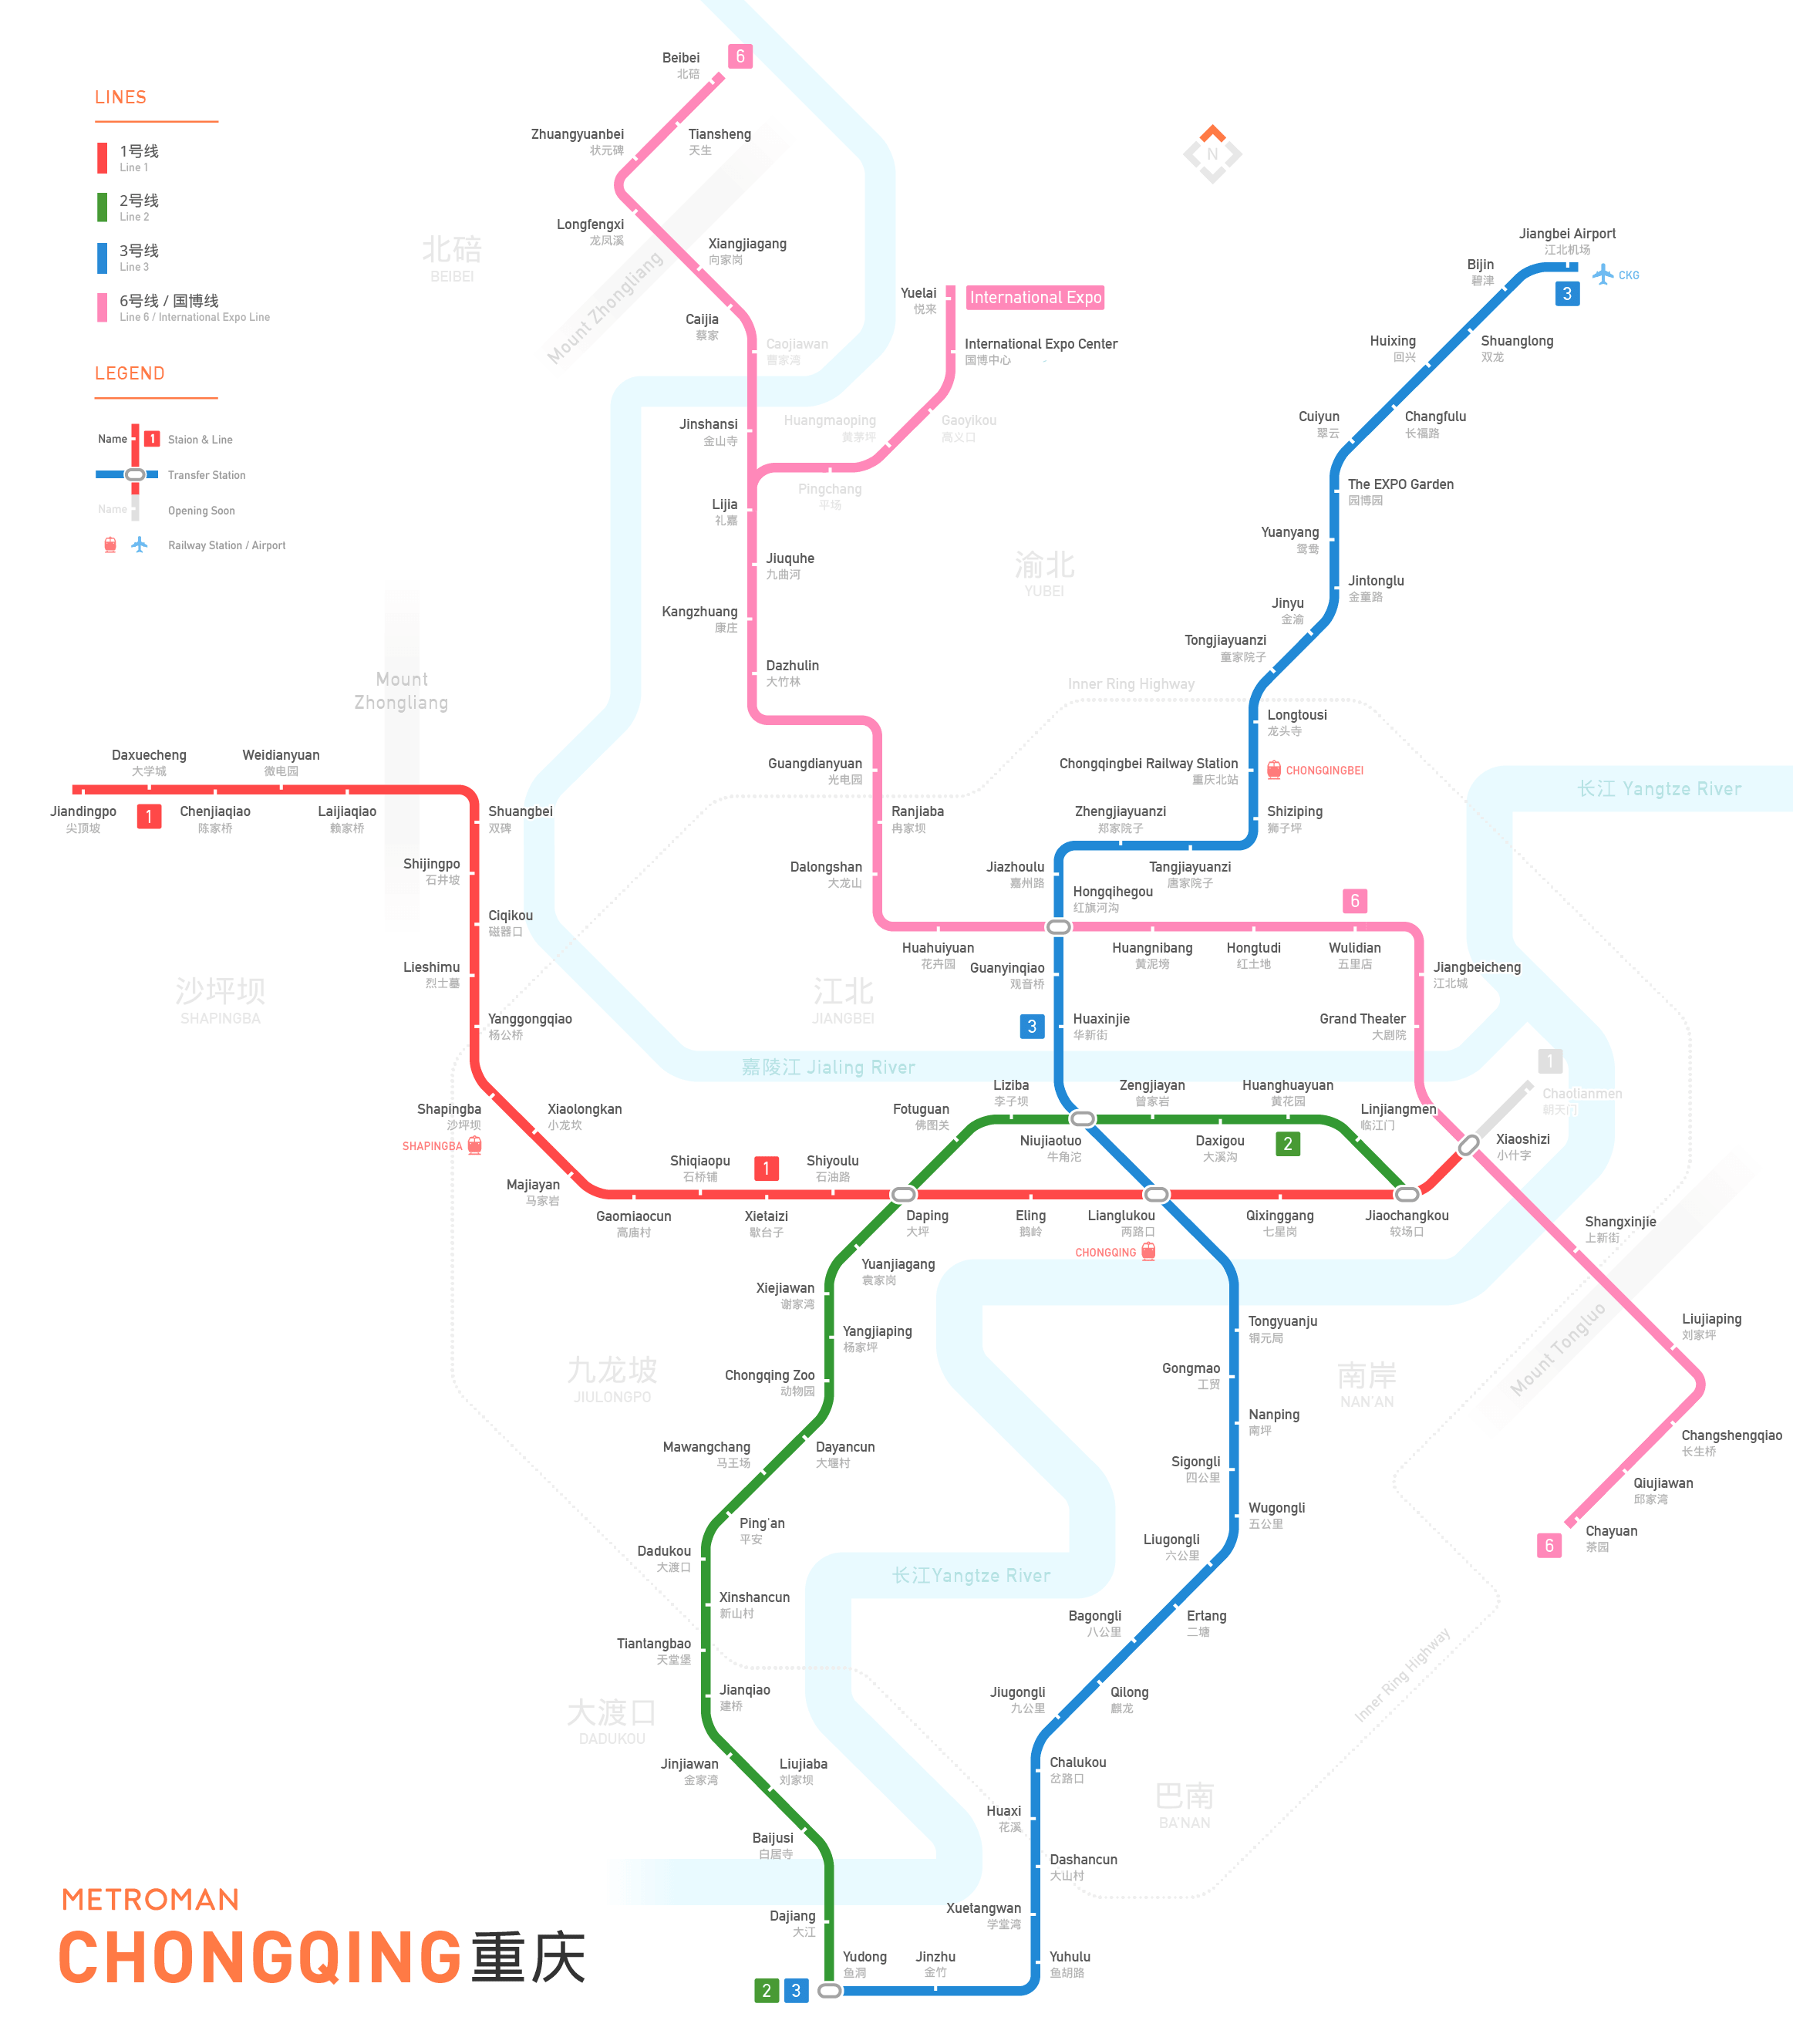 LINES
1号线
Line 1
2号线
Line 2
3号线
Line 3
6号线 / 国博线
Line 6 / International Expo Line
LEGEND
Name
1
Staion & Line
Transfer Station
Name
Opening Soon
Railway Station / Airport
N
Beibei
北碚
6
Zhuangyuanbei
状元碑
Tiansheng
天生
Longfengxi
龙凤溪
Xiangjiagang
向家岗
北碚
BEIBEI
Mount Zhongliang
Caijia
蔡家
Caojiawan
曹家湾
Yuelai
悦来
International Expo
International Expo Center
国博中心
Jinshansi
金山寺
Huangmaoping
黄茅坪
Gaoyikou
高义口
Pingchang
平场
Lijia
礼嘉
Jiuquhe
九曲河
Kangzhuang
康庄
Dazhulin
大竹林
渝北
YUBEI
Jiangbei Airport
江北机场
CKG
3
Bijin
碧津
Huixing
回兴
Shuanglong
双龙
Cuiyun
翠云
Changfulu
长福路
The EXPO Garden
园博园
Yuanyang
鸳鸯
Jintonglu
金童路
Jinyu
金渝
Tongjiayuanzi
童家院子
Inner Ring Highway
Longtousi
龙头寺
Chongqingbei Railway Station
重庆北站
CHONGQINGBEI
Zhengjiayuanzi
郑家院子
Shiziping
狮子坪
Jiazhoulu
嘉州路
Tangjiayuanzi
唐家院子
Hongqihegou
红旗河沟
长江 Yangtze River
Mount
Zhongliang
Daxuecheng
大学城
Weidianyuan
微电园
Jiandingpo
尖顶坡
1
Chenjiaqiao
陈家桥
Laijiaqiao
赖家桥
Shuangbei
双碑
Shijingpo
石井坡
Ciqikou
磁器口
Lieshimu
烈士墓
Yanggongqiao
杨公桥
沙坪坝
SHAPINGBA
Guangdianyuan
光电园
Ranjiaba
冉家坝
Dalongshan
大龙山
Huahuiyuan
花卉园
Guanyinqiao
观音桥
Huangnibang
黄泥塝
Hongtudi
红土地
6
Wulidian
五里店
Jiangbeicheng
江北城
Grand Theater
大剧院
江北
JIANGBEI
3
Huaxinjie
华新街
嘉陵江 Jialing River
1
Chaotianmen
朝天门
Shapingba
沙坪坝
SHAPINGBA
Xiaolongkan
小龙坎
Majiayan
马家岩
Gaomiaocun
高庙村
Shiqiaopu
石桥铺
1
Xietaizi
歇台子
Shiyoulu
石油路
Fotuguan
佛图关
Liziba
李子坝
Zengjiayan
曾家岩
Huanghuayuan
黄花园
Linjiangmen
临江门
Niujiaotuo
牛角沱
Daxigou
大溪沟
2
Xiaoshizi
小什字
Daping
大坪
Eling
鹅岭
Lianglukou
两路口
CHONGQING
Qixinggang
七星岗
Jiaochangkou
较场口
Shangxinjie
上新街
Mount Tongluo
Liujiaping
刘家坪
Changshengqiao
长生桥
Qiujiawan
邱家湾
Chayuan
茶园
6
Yuanjiagang
袁家岗
Xiejiawan
谢家湾
Yangjiaping
杨家坪
Chongqing Zoo
动物园
九龙坡
JIULONGPO
Mawangchang
马王场
Dayancun
大堰村
Ping'an
平安
Dadukou
大渡口
Xinshancun
新山村
Tiantangbao
天堂堡
Jianqiao
建桥
大渡口
DADUKOU
Jinjiawan
金家湾
Liujiaba
刘家坝
Baijusi
白居寺
Dajiang
大江
Yudong
鱼洞
2
3
Jinzhu
金竹
Tongyuanju
铜元局
Gongmao
工贸
Nanping
南坪
Sigongli
四公里
Wugongli
五公里
Liugongli
六公里
南岸
NAN'AN
长江Yangtze River
Bagongli
八公里
Ertang
二塘
Jiugongli
九公里
Qilong
麒龙
Inner Ring Highway
Chalukou
岔路口
Huaxi
花溪
Dashancun
大山村
Xuetangwan
学堂湾
Yuhulu
鱼胡路
巴南
BA'NAN
METROMAN
CHONGQING重庆